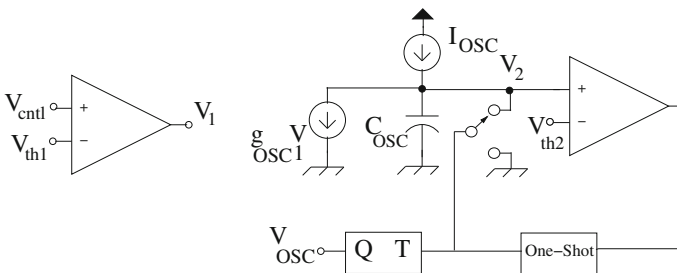 I_OSC
V_2
V_cntl
+
V_1
V_th1
−
+
−
V_th2
g_OSC V_1
C_OSC
V_OSC
Q T
One−Shot